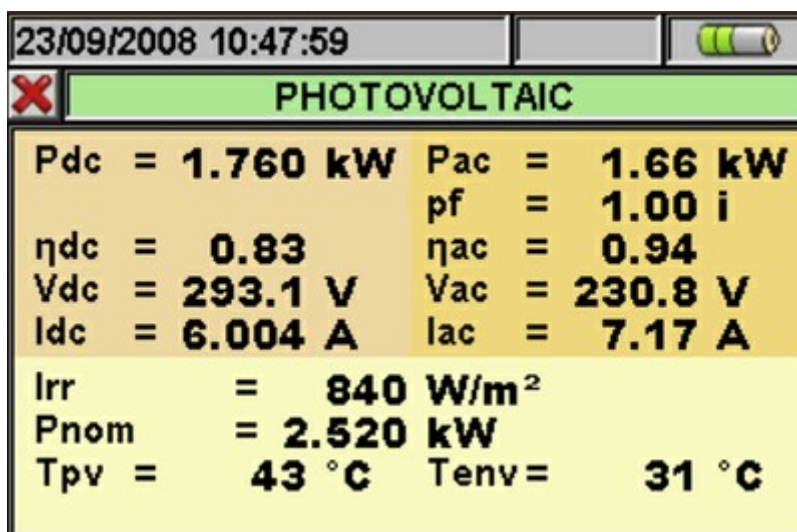 23/09/2008 10:47:59
PHOTOVOLTAIC
Pdc = 1.760 kW Pac = 1.66 kW
pf = 1.00 i
ηdc = 0.83 ηac = 0.94
Vdc = 293.1 V Vac = 230.8 V
Idc = 6.004 A Iac = 7.17 A
Irr = 840 W/m²
Pnom = 2.520 kW
Tpv = 43 °C Tenv = 31 °C